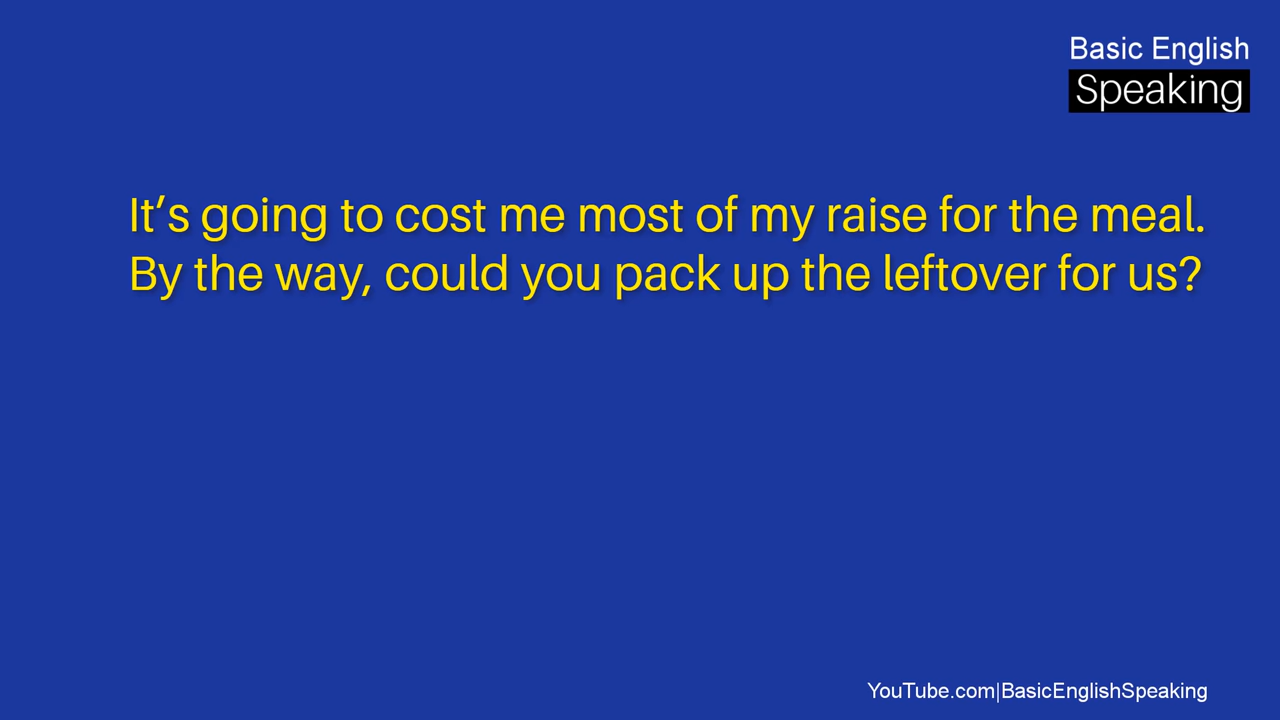 Basic English
Speaking
It’s going to cost me most of my raise for the meal.
By the way, could you pack up the leftover for us?
YouTube.com|BasicEnglishSpeaking